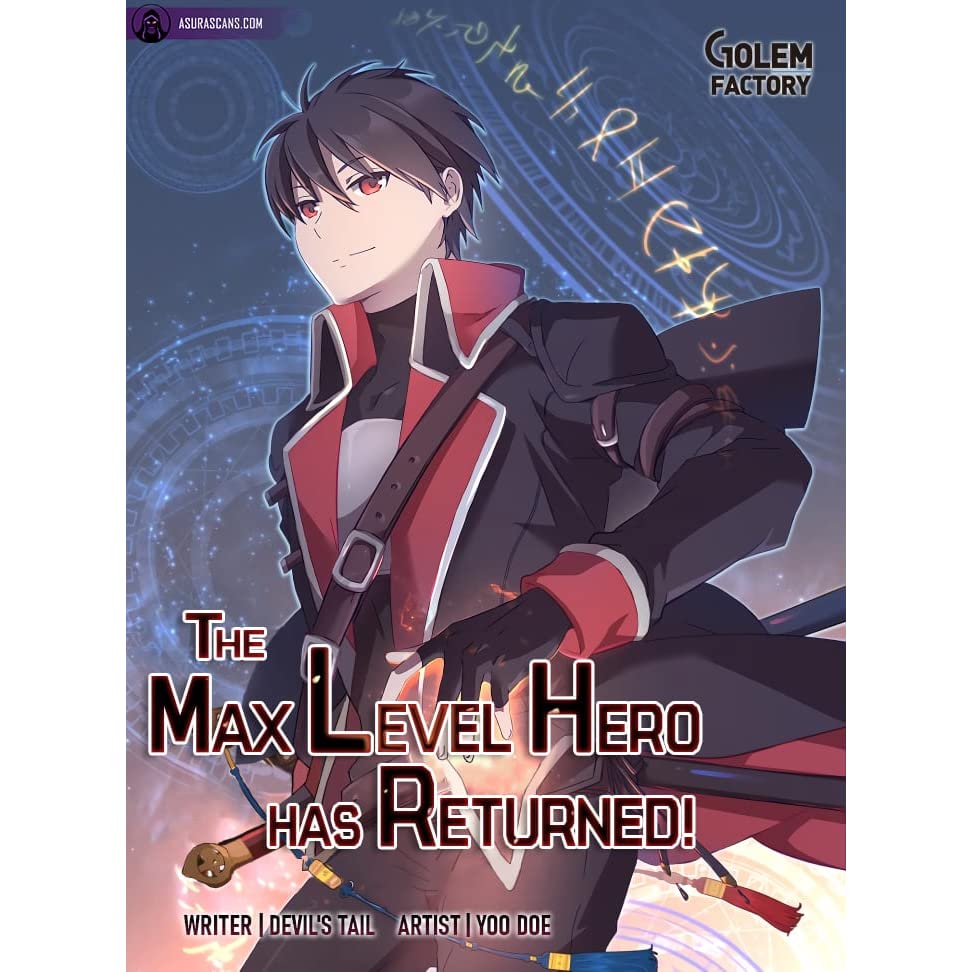 ASURASCANS.COM
GOLEM
FACTORY
THE
MAX LEVEL HERO
HAS RETURNED!
WRITER | DEVIL'S TAIL ARTIST | YOO DOE